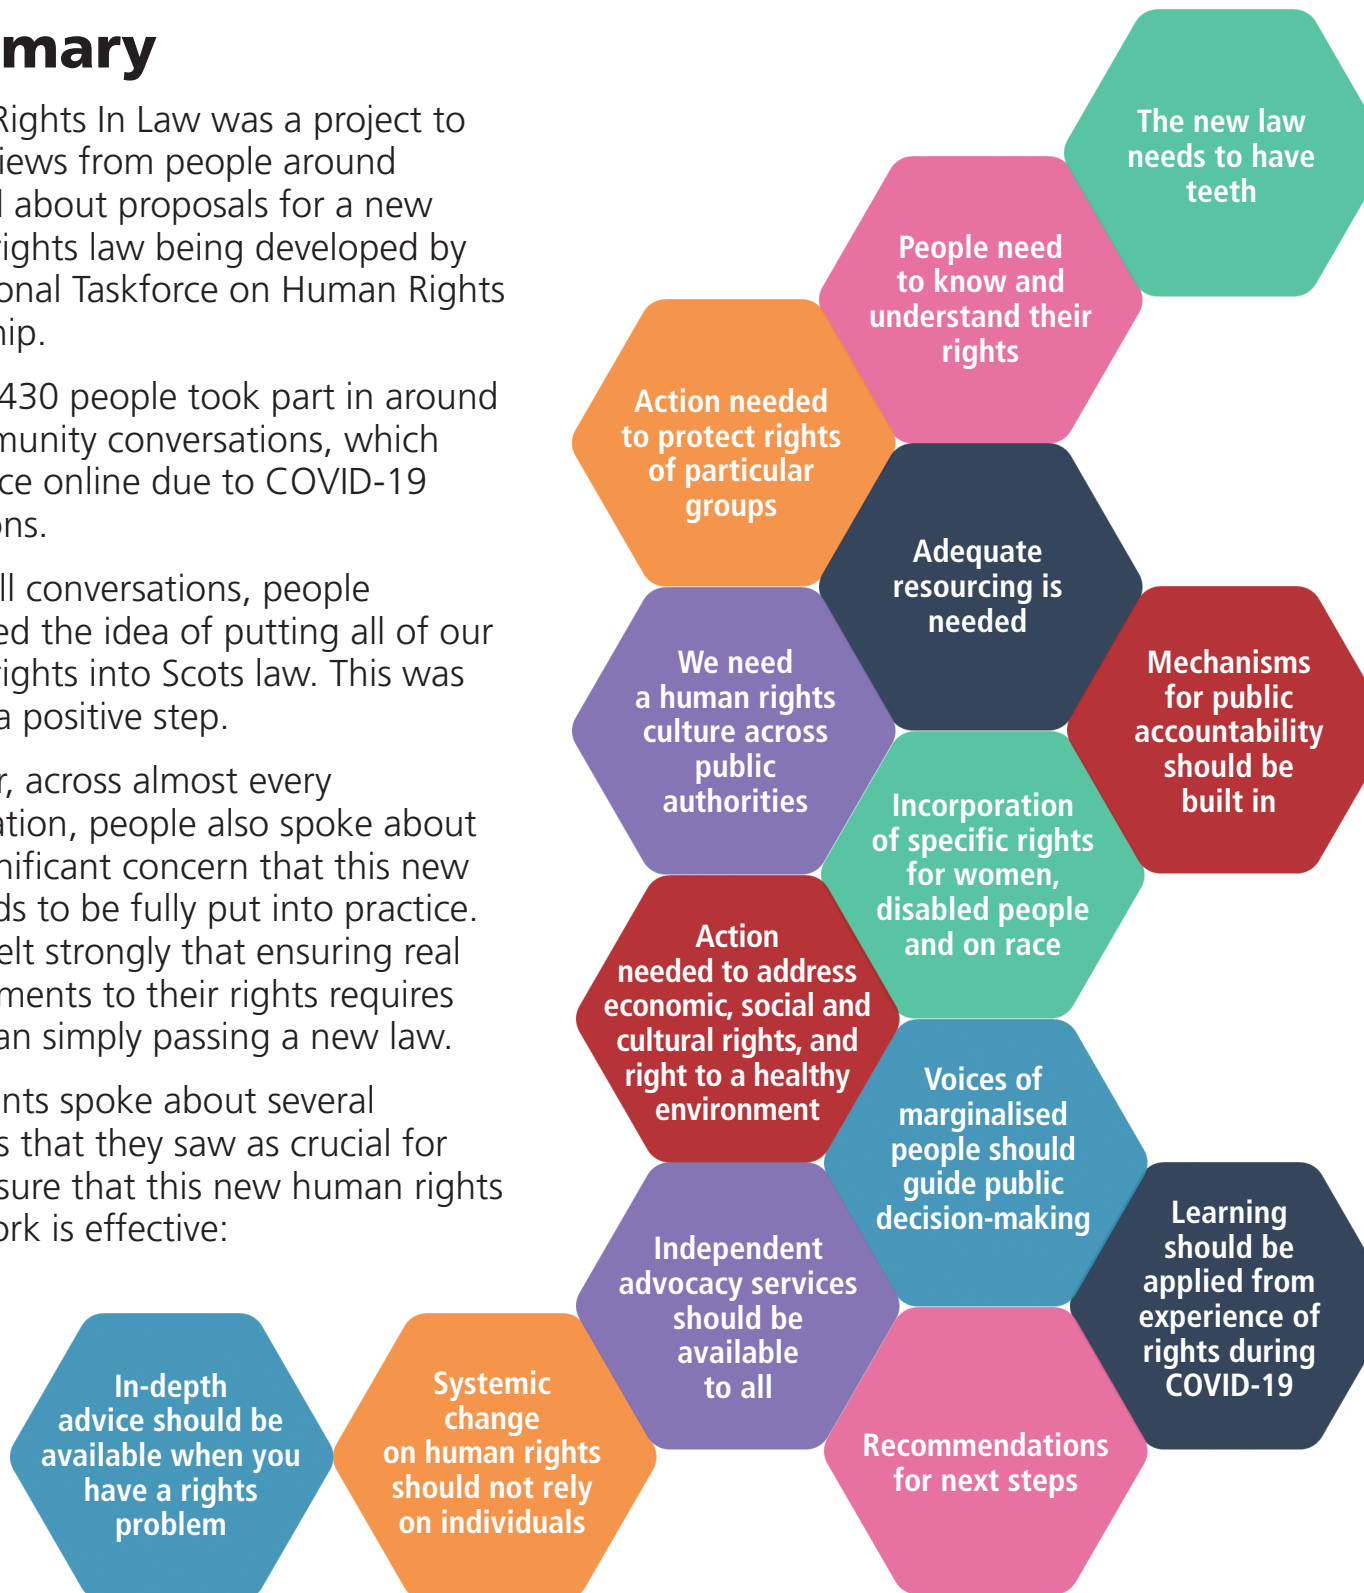 mary
Rights In Law was a project to
iews from people around
about proposals for a new
rights law being developed by
onal Taskforce on Human Rights
hip.
430 people took part in around
munity conversations, which
ce online due to COVID-19
ons.
ll conversations, people
ed the idea of putting all of our
rights into Scots law. This was
a positive step.
r, across almost every
ation, people also spoke about
nificant concern that this new
ds to be fully put into practice.
elt strongly that ensuring real
ments to their rights requires
an simply passing a new law.
nts spoke about several
s that they saw as crucial for
sure that this new human rights
ork is effective:
The new law
needs to have
teeth
People need
to know and
understand their
rights
Action needed
to protect rights
of particular
groups
Adequate
resourcing is
needed
We need
a human rights
culture across
public
authorities
Mechanisms
for public
accountability
should be
built in
Incorporation
of specific rights
for women,
disabled people
and on race
Action
needed to address
economic, social and
cultural rights, and
right to a healthy
environment
Voices of
marginalised
people should
guide public
decision-making
Independent
advocacy services
should be
available
to all
Learning
should be
applied from
experience of
rights during
COVID-19
In-depth
advice should be
available when you
have a rights
problem
Systemic
change
on human rights
should not rely
on individuals
Recommendations
for next steps